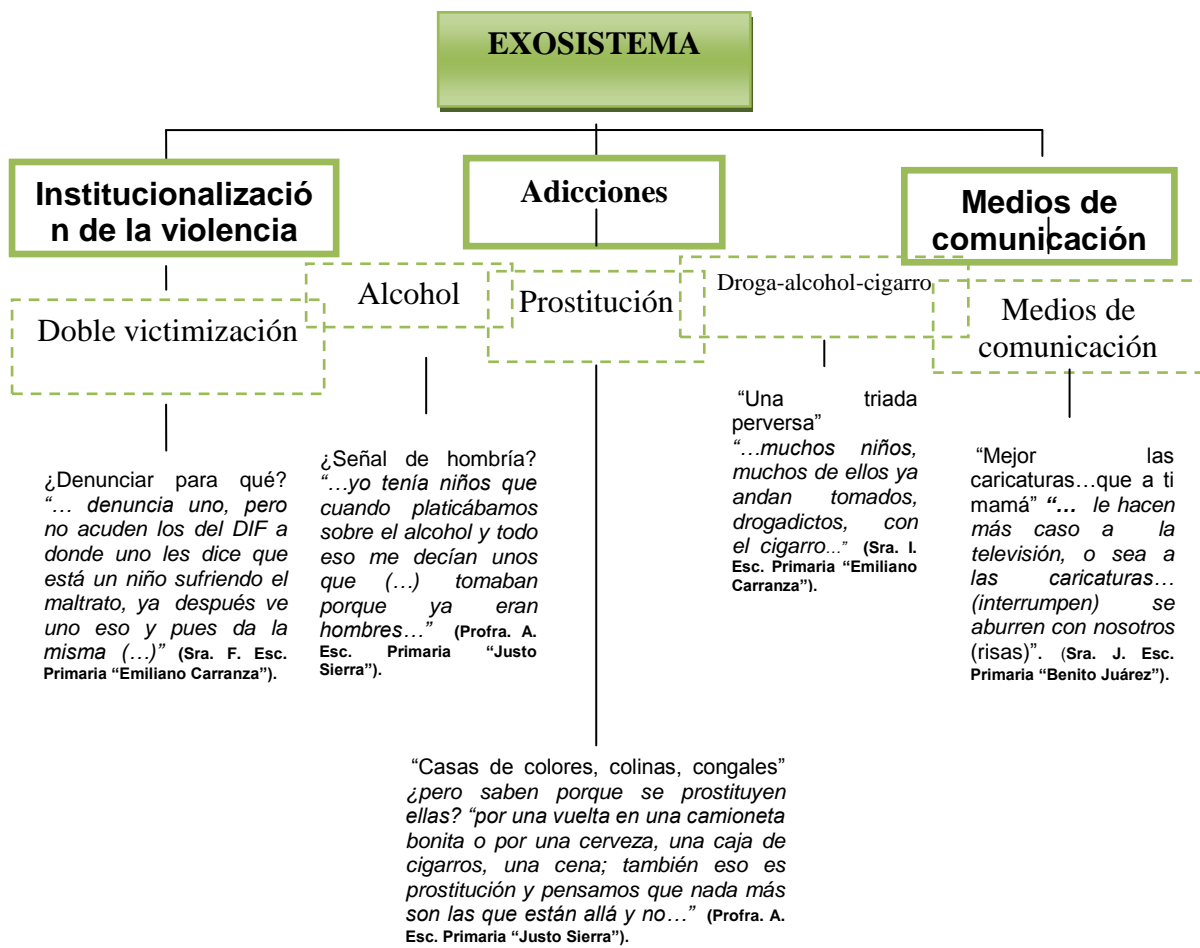 EXOSISTEMA
Institucionalizació
n de la violencia
Adicciones
Medios de
comunicación
Doble victimización
Alcohol
Prostitución
Droga-alcohol-cigarro
Medios de
comunicación
¿Denunciar para qué?
“… denuncia uno, pero
no acuden los del DIF a
donde uno les dice que
está un niño sufriendo el
maltrato, ya después ve
uno eso y pues da la
misma (…)” (Sra. F. Esc.
Primaria “Emiliano Carranza”).
¿Señal de hombría?
“…yo tenía niños que
cuando platicábamos
sobre el alcohol y todo
eso me decían unos
que (…) tomaban
porque ya eran
hombres…” (Profra. A.
Esc. Primaria “Justo
Sierra”).
“Una triada
perversa”
“…muchos niños,
muchos de ellos ya
andan tomados,
drogadictos, con
el cigarro…” (Sra. I.
Esc. Primaria “Emiliano
Carranza”).
“Mejor las
caricaturas…que a ti
mamá” “… le hacen
más caso a la
televisión, o sea a
las caricaturas…
(interrumpen) se
aburren con nosotros
(risas)”. (Sra. J. Esc.
Primaria “Benito Juárez”).
“Casas de colores, colinas, congales”
¿pero saben porque se prostituyen
ellas? “por una vuelta en una camioneta
bonita o por una cerveza, una caja de
cigarros, una cena; también eso es
prostitución y pensamos que nada más
son las que están allá y no…” (Profra. A.
Esc. Primaria “Justo Sierra”).